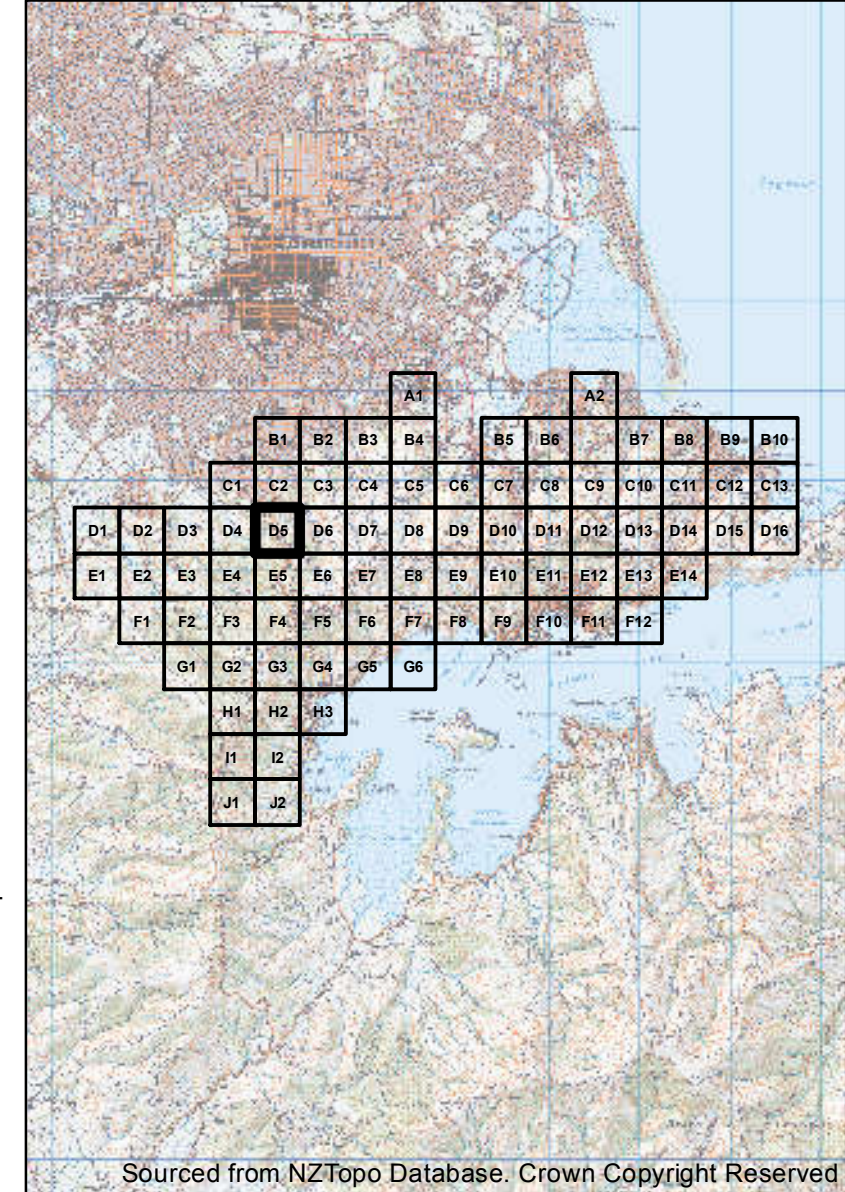 A1 A2
B1 B2 B3 B4 B5 B6 B7 B8 B9 B10
C1 C2 C3 C4 C5 C6 C7 C8 C9 C10 C11 C12 C13
D1 D2 D3 D4 D5 D6 D7 D8 D9 D10 D11 D12 D13 D14 D15 D16
E1 E2 E3 E4 E5 E6 E7 E8 E9 E10 E11 E12 E13 E14
F1 F2 F3 F4 F5 F6 F7 F8 F9 F10 F11 F12
G1 G2 G3 G4 G5 G6
H1 H2 H3
I1 I2
J1 J2
Sourced from NZTopo Database. Crown Copyright Reserved